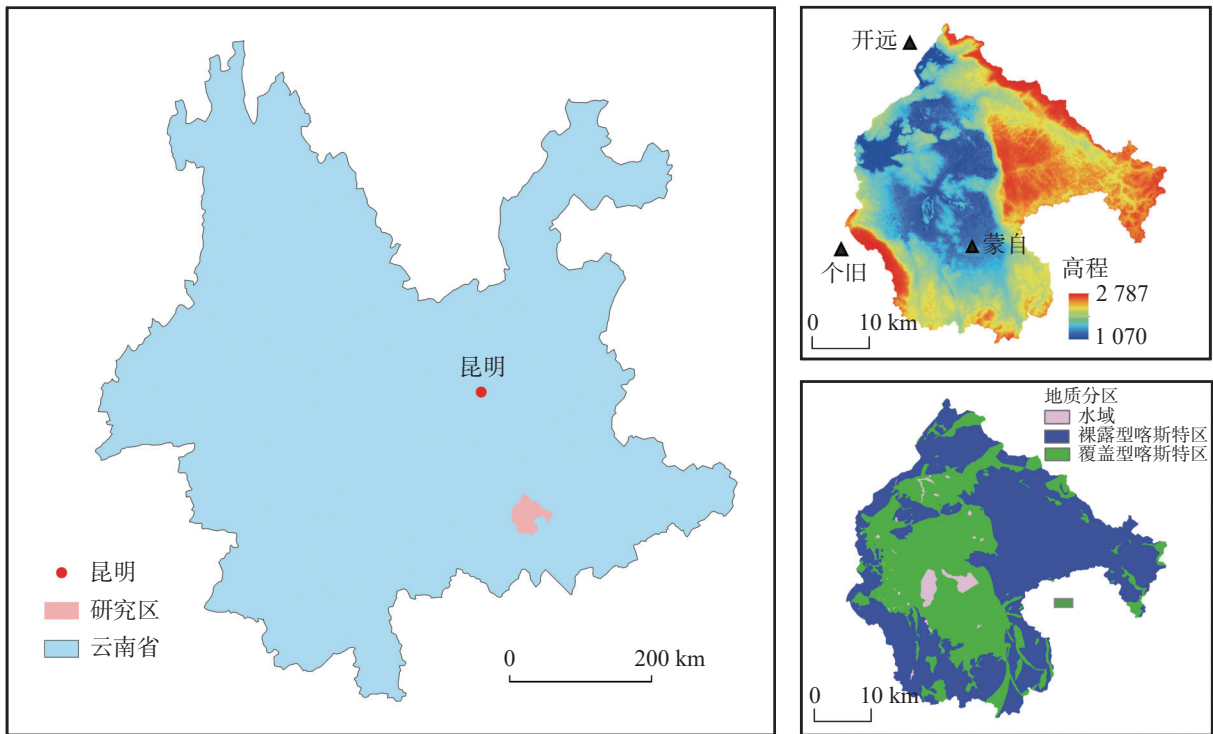 昆明
昆明
研究区
云南省
0 200 km
开远
蒙自
个旧
高程
2 787
1 070
0 10 km
地质分区
水域
裸露型喀斯特区
覆盖型喀斯特区
0 10 km